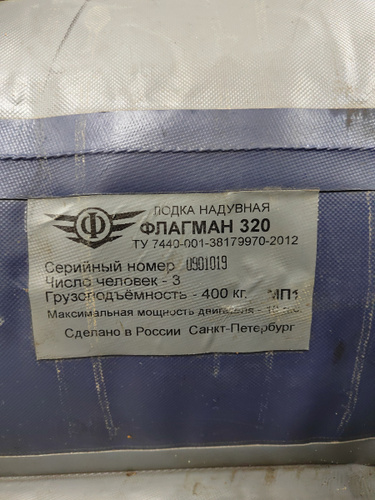 Ф
ЛОДКА НАДУВНАЯ
ФЛАГМАН 320
ТУ 7440-001-38179970-2012
Серийный номер 0901019
Число человек - 3
Грузоподъёмность - 400 кг. МП1
Максимальная мощность двигателя -
Сделано в России Санкт-Петербург